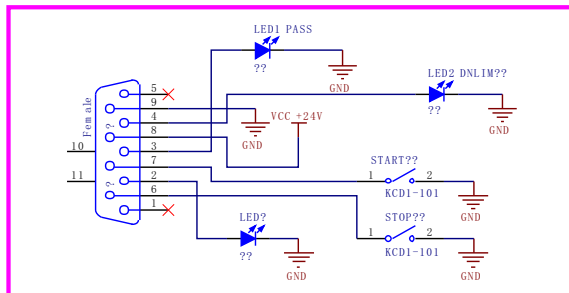 LED1 PASS
??
GND
LED2 DNLIM??
??
GND
Female
?
?
5
9
4
8
3
7
2
6
1
10
11
GND
VCC +24V
START??
1
2
KCD1-101
GND
STOP??
1
2
KCD1-101
GND
LED?
??
GND